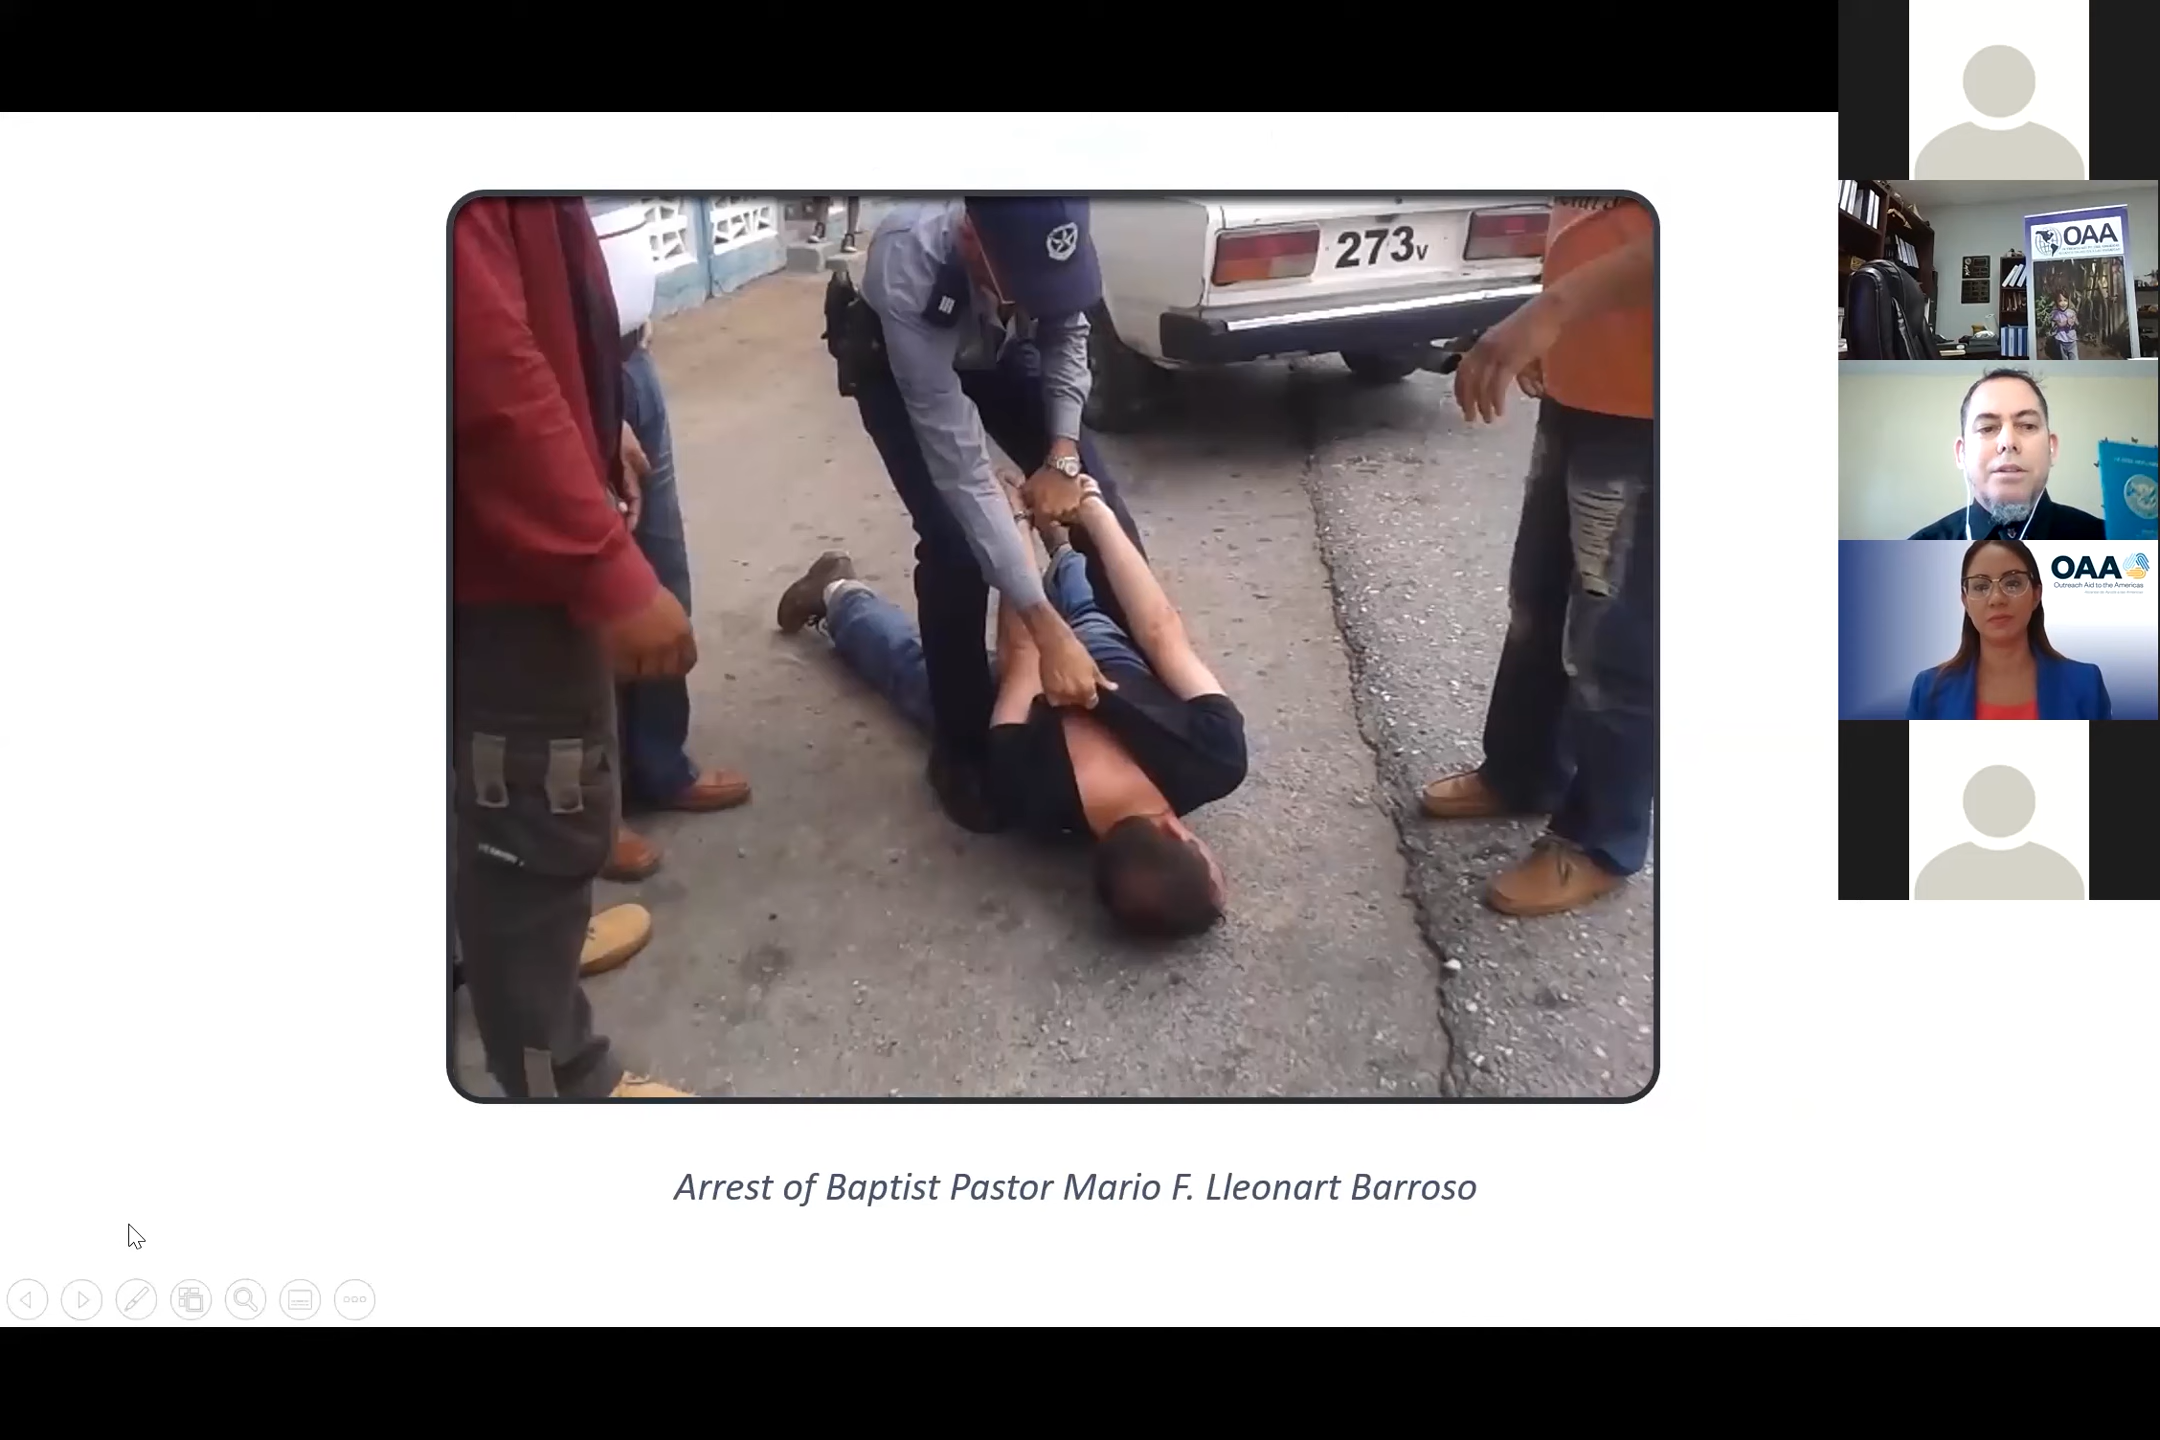 273v
Arrest of Baptist Pastor Mario F. Lleonart Barroso
OAA
OAA
Outreach Aid to the Americas